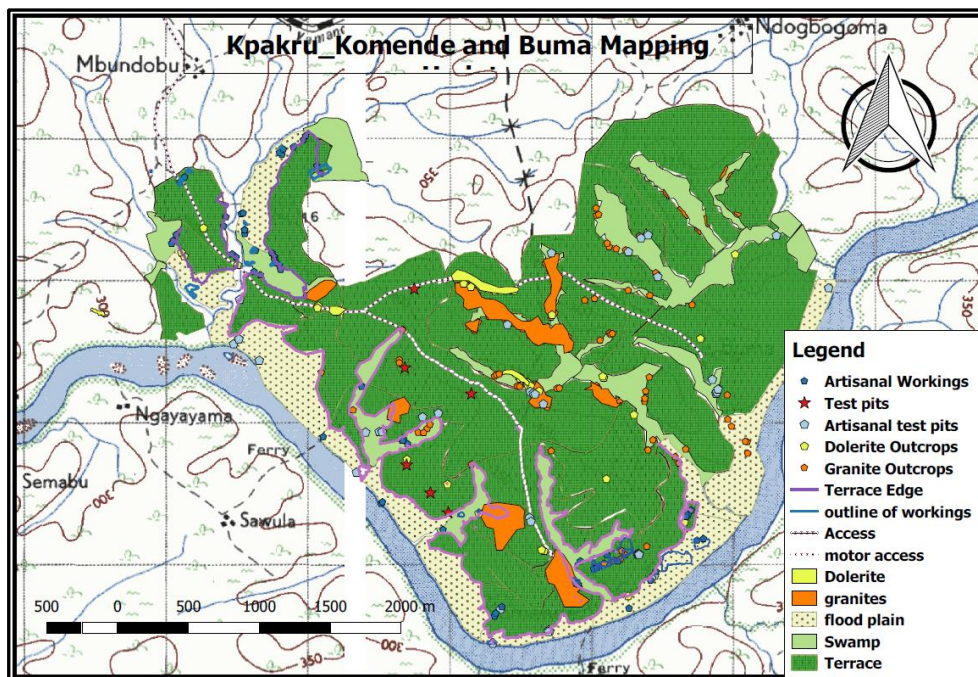 Kpakru_Komende and Buma Mapping
Ndogbogoma
Mbundobu
350
16
300
350
Ngayayama
Ferry
Semabu
300
Sawula
500 0 500 1000 1500 2000 m
350
300
Ferry
Legend
Artisanal Workings
Test pits
Artisanal test pits
Dolerite Outcrops
Granite Outcrops
Terrace Edge
outline of workings
Access
motor access
Dolerite
granites
flood plain
Swamp
Terrace